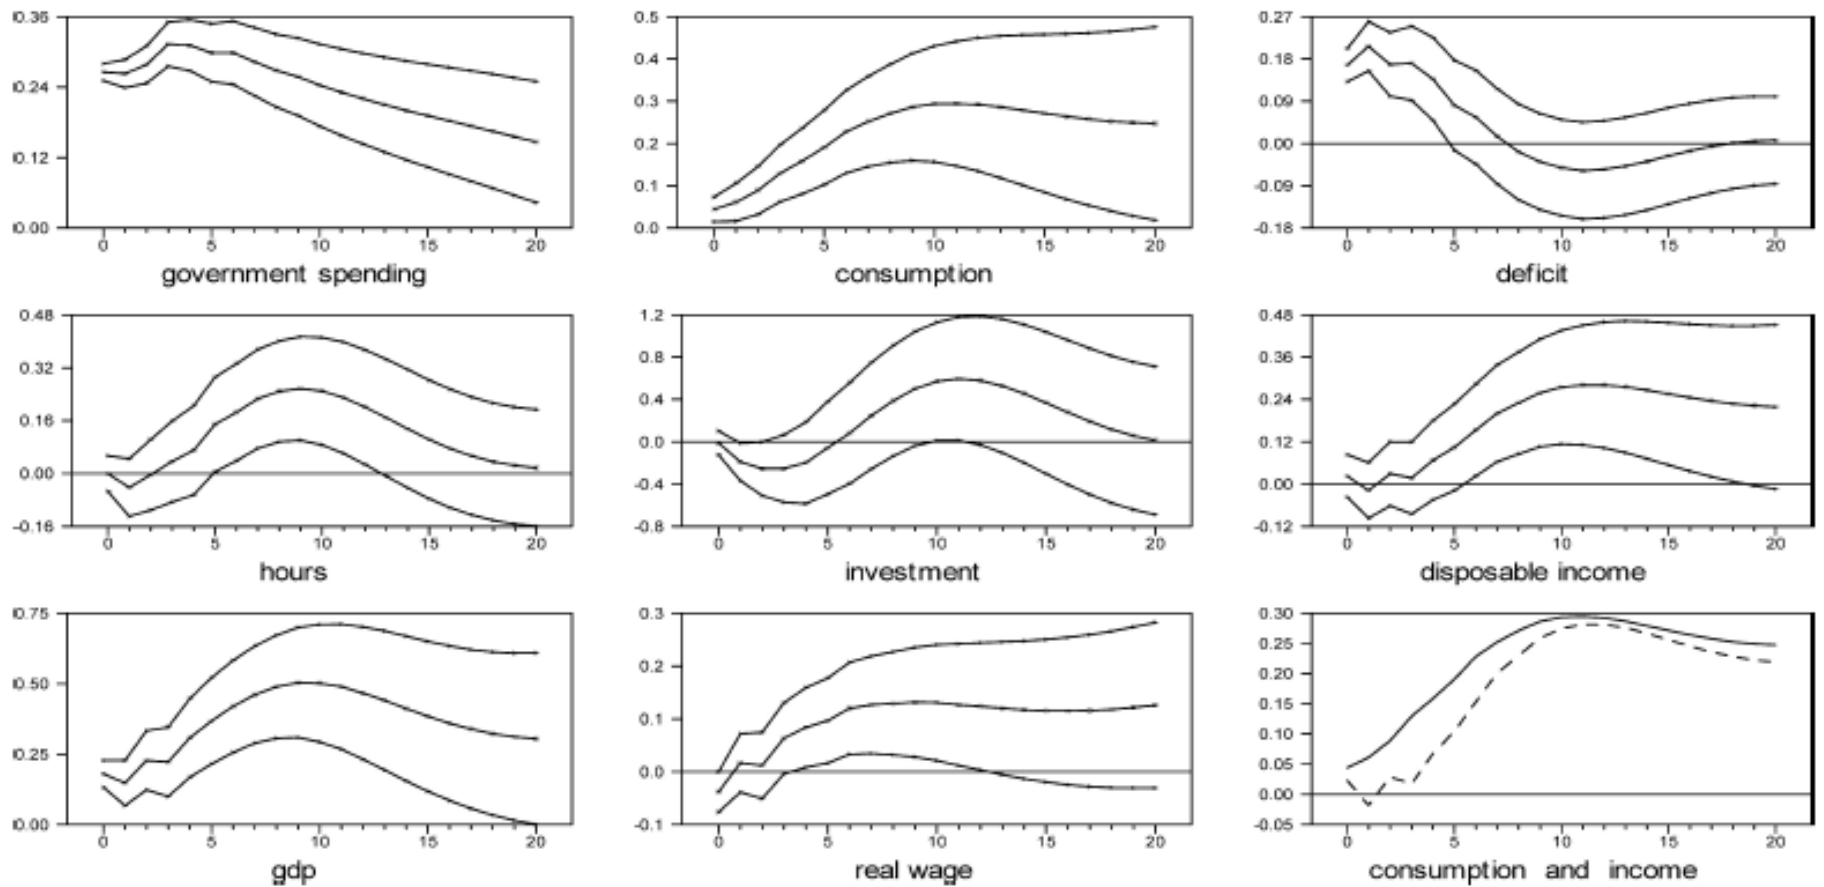 0.36
0.24
0.12
0.00
0 5 10 15 20
government spending
0.5
0.4
0.3
0.2
0.1
0.0
0 5 10 15 20
consumption
0.27
0.18
0.09
0.00
-0.09
-0.18
0 5 10 15 20
deficit
0.48
0.32
0.16
0.00
-0.16
0 5 10 15 20
hours
1.2
0.8
0.4
0.0
-0.4
-0.8
0 5 10 15 20
investment
0.48
0.36
0.24
0.12
0.00
-0.12
0 5 10 15 20
disposable income
0.75
0.50
0.25
0.00
0 5 10 15 20
gdp
0.3
0.2
0.1
0.0
-0.1
0 5 10 15 20
real wage
0.30
0.25
0.20
0.15
0.10
0.05
0.00
-0.05
0 5 10 15 20
consumption and income